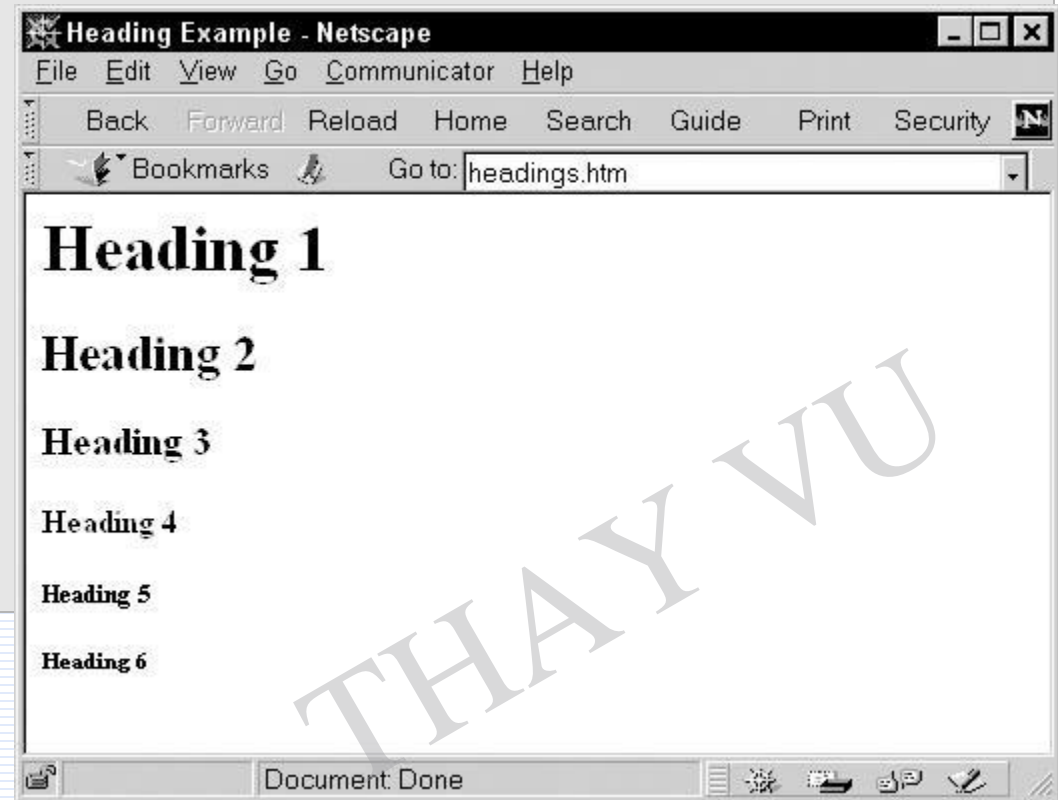 Heading Example - Netscape
File Edit View Go Communicator Help
Back Forward Reload Home Search Guide Print Security N
Bookmarks Go to: headings.htm
Heading 1
Heading 2
Heading 3
Heading 4
Heading 5
Heading 6
THAY VU
Document: Done